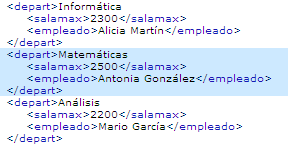 <depart>Informática
<salamax>2300</salamax>
<empleado>Alicia Martín</empleado>
</depart>
<depart>Matemáticas
<salamax>2500</salamax>
<empleado>Antonia González</empleado>
</depart>
<depart>Análisis
<salamax>2200</salamax>
<empleado>Mario García</empleado>
</depart>